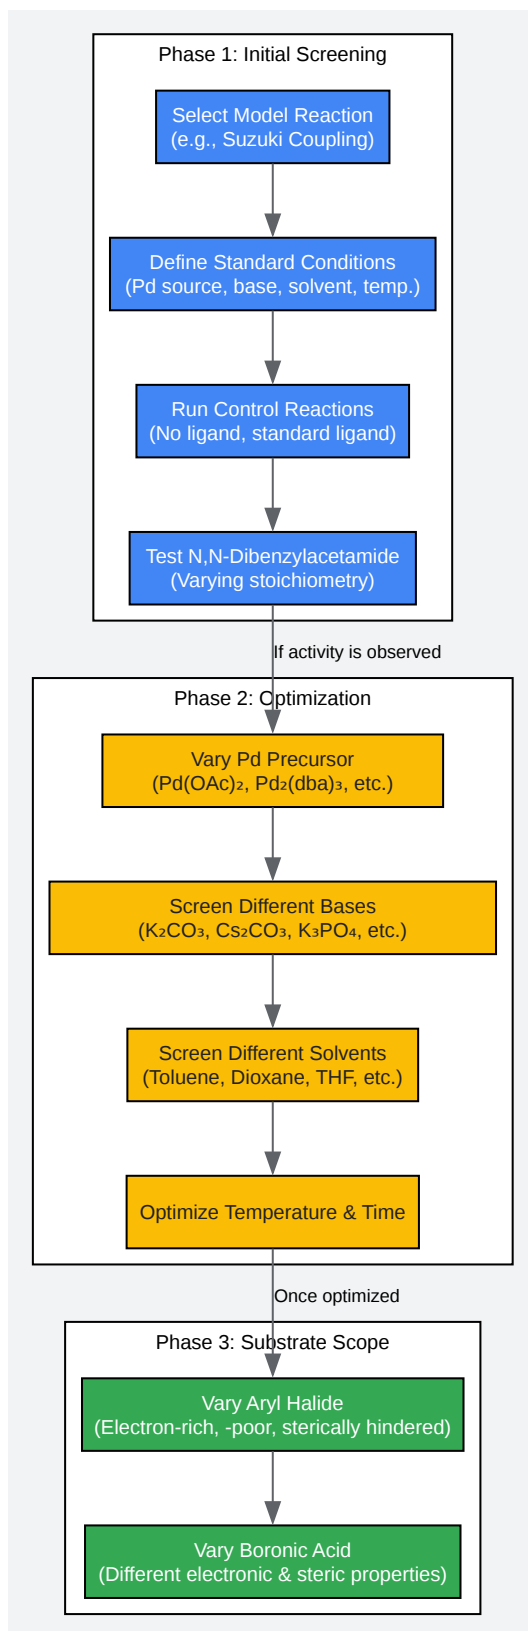 Phase 1: Initial Screening
Select Model Reaction
(e.g., Suzuki Coupling)
Define Standard Conditions
(Pd source, base, solvent, temp.)
Run Control Reactions
(No ligand, standard ligand)
Test N,N-Dibenzylacetamide
(Varying stoichiometry)
If activity is observed
Phase 2: Optimization
Vary Pd Precursor
(Pd(OAc)₂, Pd₂(dba)₃, etc.)
Screen Different Bases
(K₂CO₃, Cs₂CO₃, K₃PO₄, etc.)
Screen Different Solvents
(Toluene, Dioxane, THF, etc.)
Optimize Temperature & Time
Once optimized
Phase 3: Substrate Scope
Vary Aryl Halide
(Electron-rich, -poor, sterically hindered)
Vary Boronic Acid
(Different electronic & steric properties)